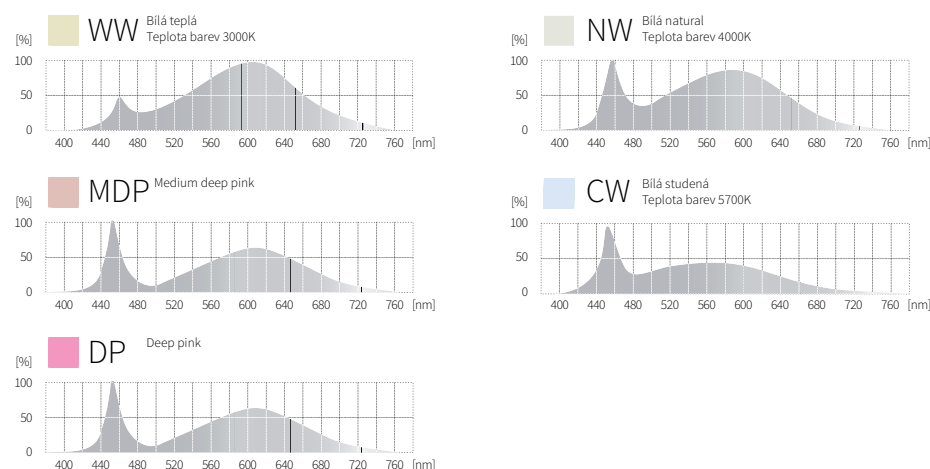 WW
Bílá teplá
Teplota barev 3000K
[%]
100
50
0
400 440 480 520 560 600 640 680 720 760 [nm]
NW
Bílá natural
Teplota barev 4000K
[%]
100
50
0
400 440 480 520 560 600 640 680 720 760 [nm]
MDP
Medium deep pink
[%]
100
50
0
400 440 480 520 560 600 640 680 720 760 [nm]
CW
Bílá studená
Teplota barev 5700K
[%]
100
50
0
400 440 480 520 560 600 640 680 720 760 [nm]
DP
Deep pink
[%]
100
50
0
400 440 480 520 560 600 640 680 720 760 [nm]